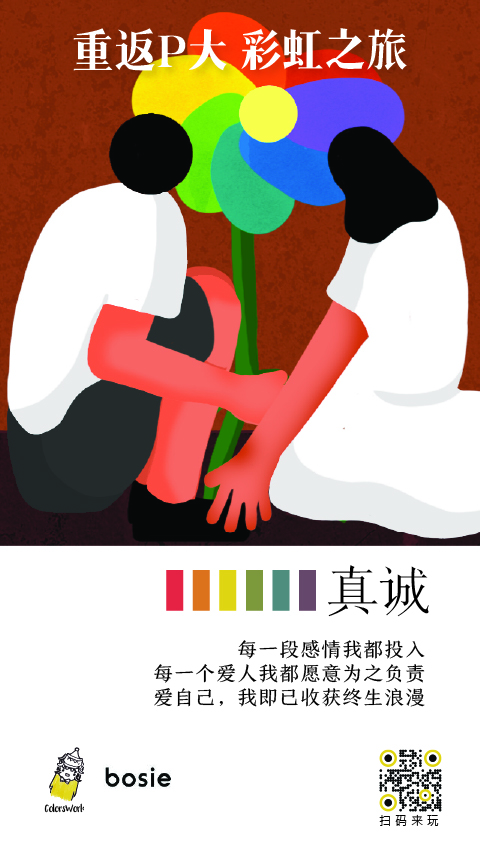 重返P大 彩虹之旅
真诚
每一段感情我都投入
每一个爱人我都愿意为之负责
爱自己，我即已收获终生浪漫
ColorsWork
bosie
扫码来玩